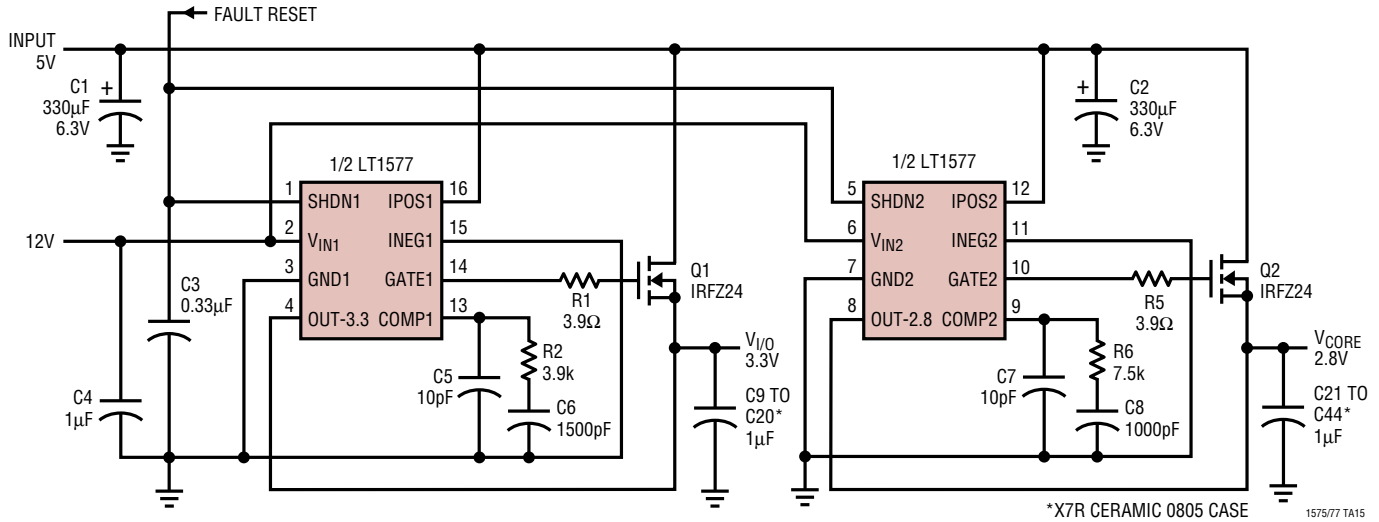 FAULT RESET
INPUT
5V
C1
330µF
6.3V
+
C2
330µF
6.3V
+
1/2 LT1577
1 SHDN1 IPOS1 16
2 VIN1 INEG1 15
3 GND1 GATE1 14
4 OUT-3.3 COMP1 13
12V
C3
0.33µF
C4
1µF
R1
3.9Ω
Q1
IRFZ24
R2
3.9k
C5
10pF
C6
1500pF
VI/O
3.3V
C9 TO
C20*
1µF
1/2 LT1577
5 SHDN2 IPOS2 12
6 VIN2 INEG2 11
7 GND2 GATE2 10
8 OUT-2.8 COMP2 9
R5
3.9Ω
Q2
IRFZ24
R6
7.5k
C7
10pF
C8
1000pF
VCORE
2.8V
C21 TO
C44*
1µF
*X7R CERAMIC 0805 CASE
1575/77 TA15